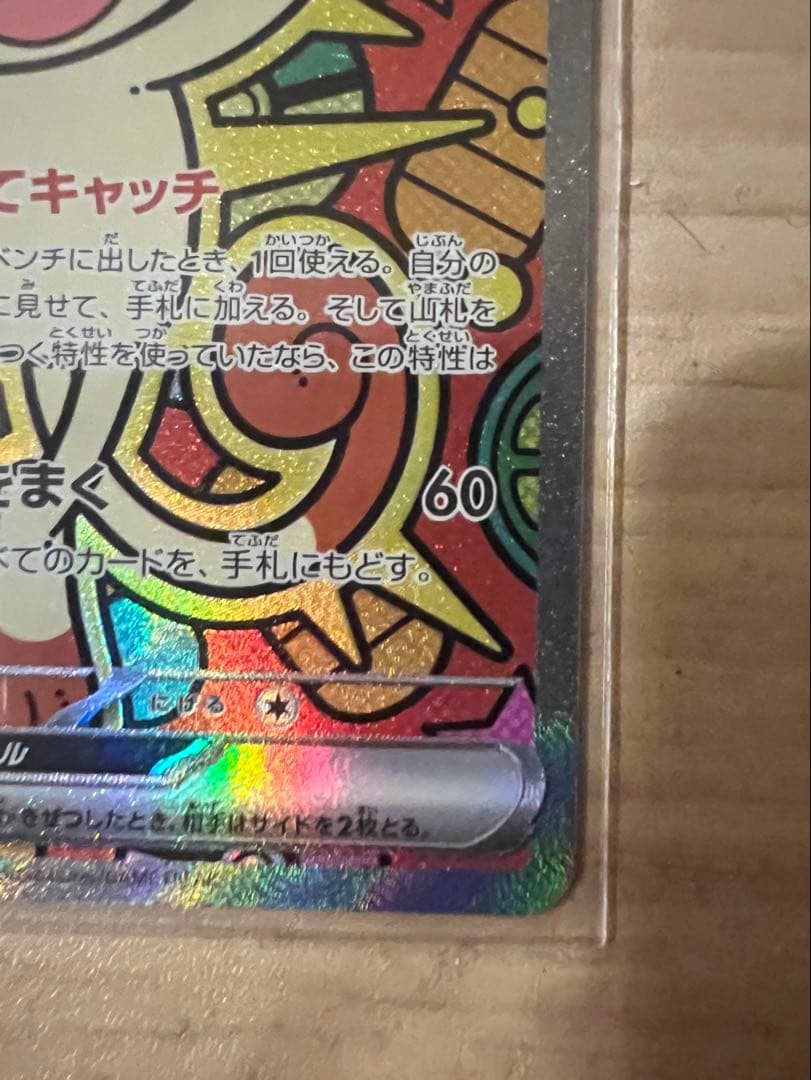 てキャッチ
ベンチに出したとき、1回使える。自分の
に見せて、手札に加える。そして山札を
つく特性を使っていたなら、この特性は
をまく 60
べてのカードを、手札にもどす。
にげる
ル
きぜつしたとき、相手はサイドを2枚とる。